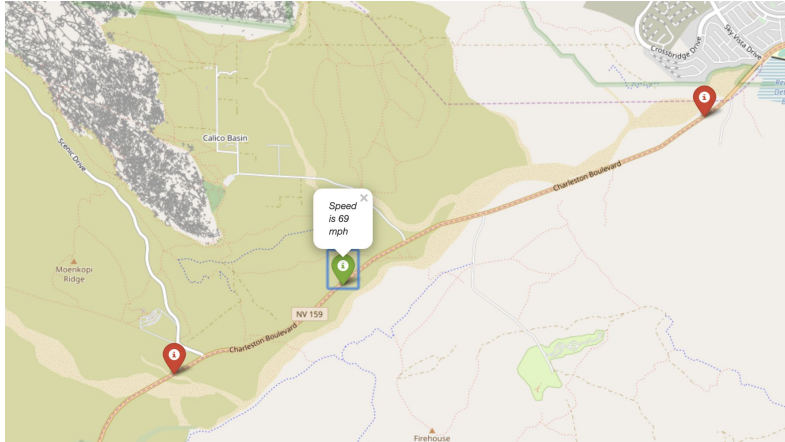 Crossbridge Drive
Sky Vista Drive
Calico Basin
Scenic Drive
Charleston Boulevard
Speed
is 69
mph
×
Moenkopi
Ridge
NV 159
Charleston Boulevard
Firehouse